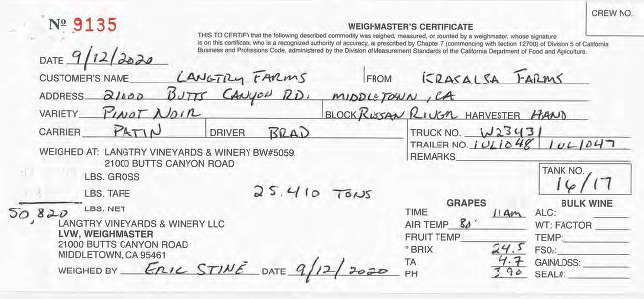 CREW NO.
Nº 9135
WEIGHMASTER'S CERTIFICATE
THIS TO CERTIFY that the following described commodity was weighed, measured, or counted by a weighmaster, whose signature
is on this certificate, who is a recognized authority of accuracy, as prescribed by Chapter 7 (commencing with section 12700) of Division 5 of California
Business and Professions Code, administered by the Division of Measurement Standards of the California Department of Food and Agriculture.
DATE 9/12/2020
CUSTOMER'S NAME LANGTRY FARMS FROM KRASALSA FARMS
ADDRESS 21000 BUTTS CANYON RD. MIDDLETOWN, CA
VARIETY PINOT NOIR BLOCK RUSSAN RIVER HARVESTER HAND
CARRIER PATIN DRIVER BRAD TRUCK NO. W23431
TRAILER NO. 1UL1048 1UL1047
WEIGHED AT: LANGTRY VINEYARDS & WINERY BW#5059 REMARKS
21000 BUTTS CANYON ROAD
LBS. GROSS TANK NO.
LBS. TARE 25.410 TONS 16/17
50,820 LBS. NET
GRAPES BULK WINE
LANGTRY VINEYARDS & WINERY LLC TIME 11AM ALC:
LVW, WEIGHMASTER AIR TEMP 80° WT: FACTOR
21000 BUTTS CANYON ROAD FRUIT TEMP TEMP:
MIDDLETOWN, CA 95461 ° BRIX 24.5 FSO₂:
TA 4.7 GAIN/LOSS:
WEIGHED BY ERIC STINE DATE 9/12/2020 PH 3.90 SEAL#: